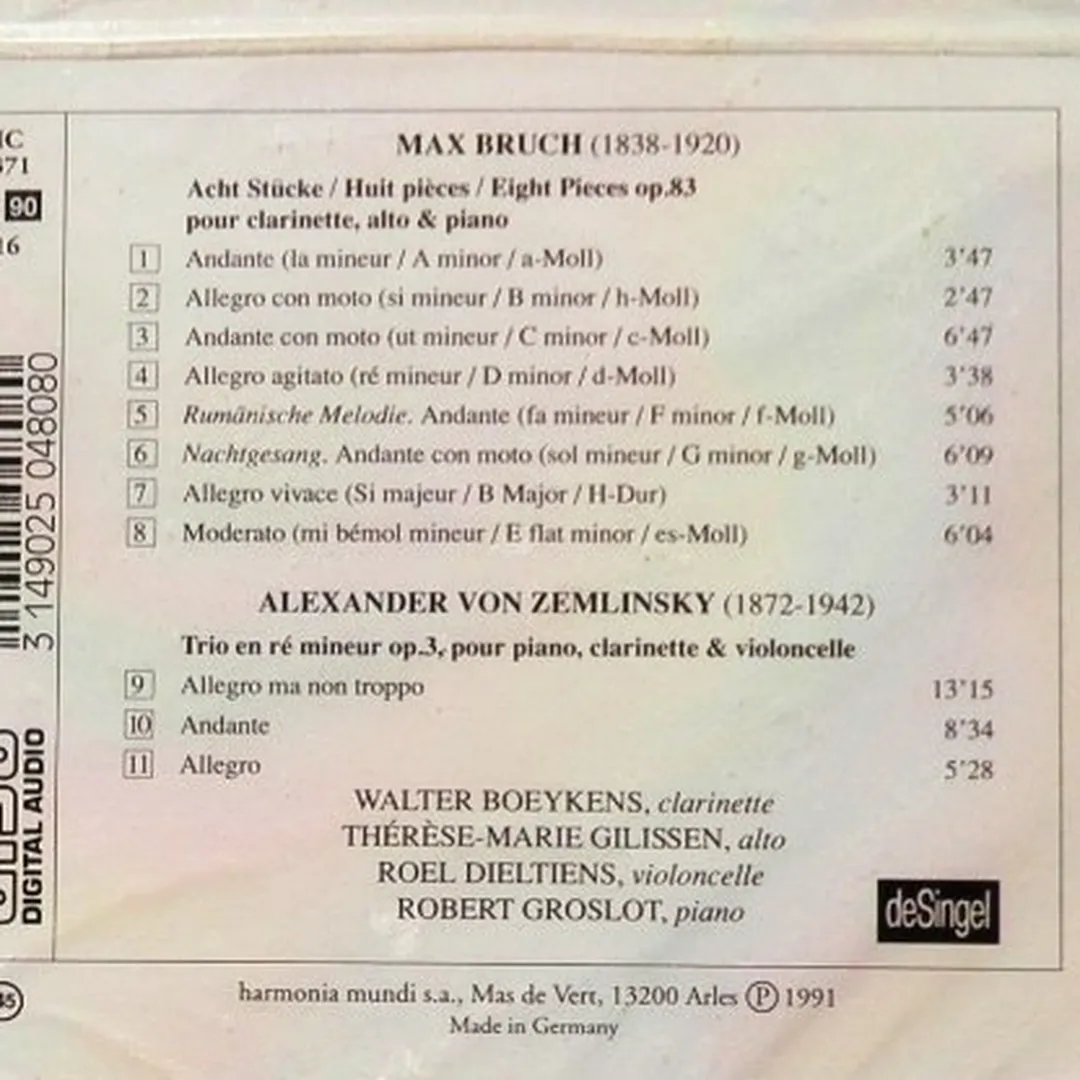 MAX BRUCH (1838-1920)
Acht Stücke / Huit pièces / Eight Pieces op.83
pour clarinette, alto & piano
1 Andante (la mineur / A minor / a-Moll) 3'47
2 Allegro con moto (si mineur / B minor / h-Moll) 2'47
3 Andante con moto (ut mineur / C minor / c-Moll) 6'47
4 Allegro agitato (ré mineur / D minor / d-Moll) 3'38
5 Rumänische Melodie. Andante (fa mineur / F minor / f-Moll) 5'06
6 Nachtgesang. Andante con moto (sol mineur / G minor / g-Moll) 6'09
7 Allegro vivace (Si majeur / B Major / H-Dur) 3'11
8 Moderato (mi bémol mineur / E flat minor / es-Moll) 6'04
ALEXANDER VON ZEMLINSKY (1872-1942)
Trio en ré mineur op.3, pour piano, clarinette & violoncelle
9 Allegro ma non troppo 13'15
10 Andante 8'34
11 Allegro 5'28
WALTER BOEYKENS, clarinette
THÉRÈSE-MARIE GILISSEN, alto
ROEL DIELTIENS, violoncelle
ROBERT GROSLOT, piano
deSingel
harmonia mundi s.a., Mas de Vert, 13200 Arles Ⓟ 1991
Made in Germany
90
3 149025 048080
DIGITAL AUDIO